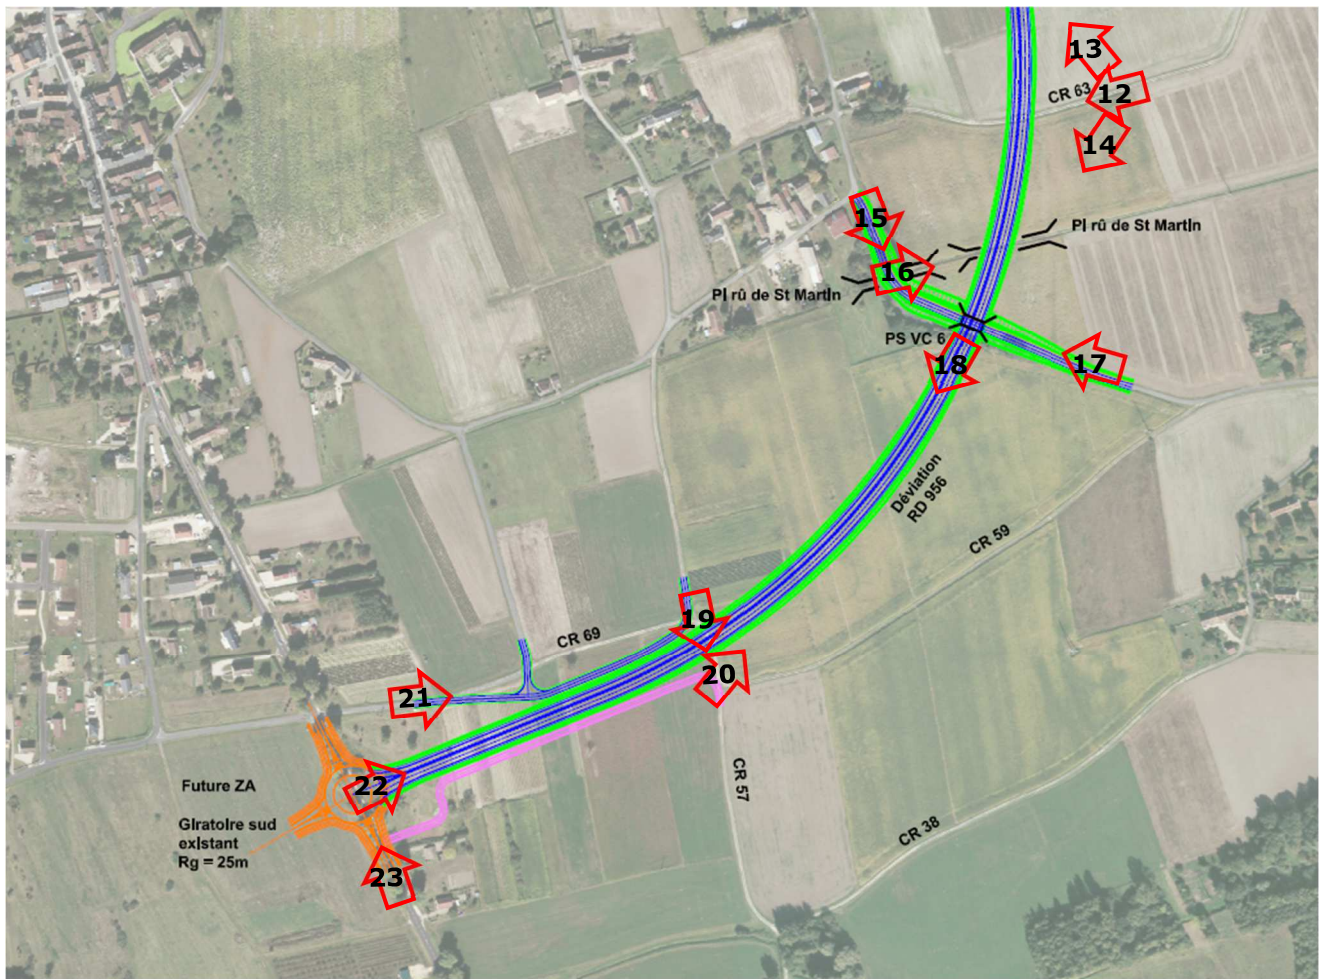 13
CR 63
12
14
15
PI rû de St Martin
16
PI rû de St Martin
PS VC 6
18
17
Déviation
RD 956
CR 59
19
CR 69
20
21
CR 57
22
Future ZA
Giratoire sud
existant
Rg = 25m
CR 38
23